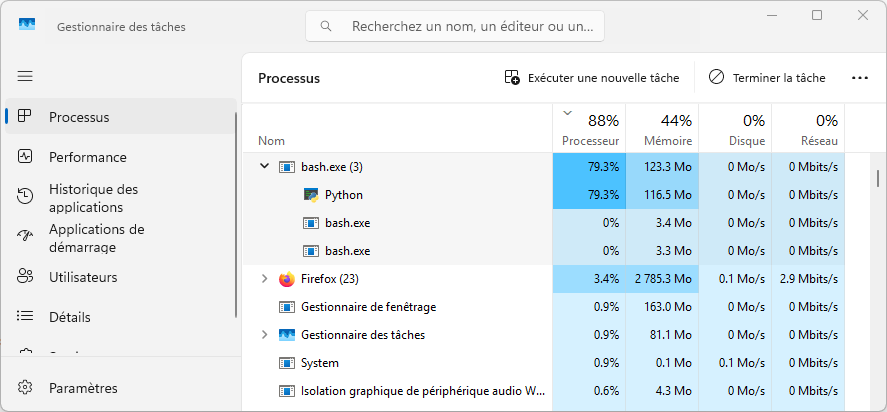 Gestionnaire des tâches
Recherchez un nom, un éditeur ou un...
Processus
Performance
Historique des
applications
Applications de
démarrage
Utilisateurs
Détails
Paramètres
Processus
Exécuter une nouvelle tâche
Terminer la tâche
88% 44% 0% 0%
Nom Processeur Mémoire Disque Réseau
bash.exe (3) 79.3% 123.3 Mo 0 Mo/s 0 Mbits/s
Python 79.3% 116.5 Mo 0 Mo/s 0 Mbits/s
bash.exe 0% 3.4 Mo 0 Mo/s 0 Mbits/s
bash.exe 0% 3.3 Mo 0 Mo/s 0 Mbits/s
Firefox (23) 3.4% 2 785.3 Mo 0.1 Mo/s 2.9 Mbits/s
Gestionnaire de fenêtrage 0.9% 163.0 Mo 0 Mo/s 0 Mbits/s
Gestionnaire des tâches 0.9% 81.1 Mo 0 Mo/s 0 Mbits/s
System 0.9% 0.1 Mo 0.1 Mo/s 0 Mbits/s
Isolation graphique de périphérique audio W... 0.6% 4.3 Mo 0 Mo/s 0 Mbits/s